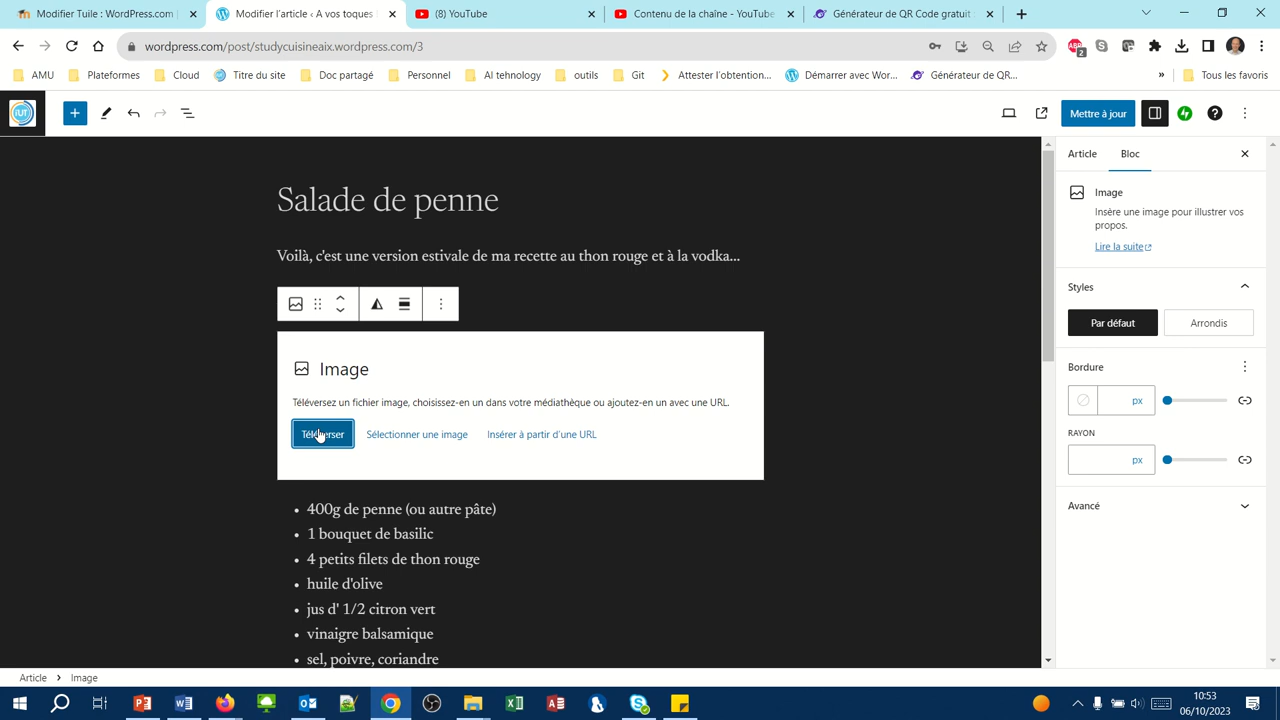 Modifier Tuile : WordPress.com
Modifier l'article < A vos toques
(8) YouTube
Contenu de la chaîne - YouTube
Générateur de QR Code gratuit :
wordpress.com/post/studycuisineaix.wordpress.com/3
ABP
2
AMU
Plateformes
Cloud
Titre du site
Doc partagé
Personnel
AI tehnology
outils
Git
Attester l'obtention...
Démarrer avec Wor...
Générateur de QR...
»
Tous les favoris
iUT
Mettre à jour
Article
Bloc
Salade de penne
Image
Insère une image pour illustrer vos
propos.
Lire la suite
Voilà, c'est une version estivale de ma recette au thon rouge et à la vodka...
Styles
Par défaut
Arrondis
Image
Téléversez un fichier image, choisissez-en un dans votre médiathèque ou ajoutez-en un avec une URL.
Téléverser
Sélectionner une image
Insérer à partir d'une URL
Bordure
px
RAYON
px
Avancé
• 400g de penne (ou autre pâte)
• 1 bouquet de basilic
• 4 petits filets de thon rouge
• huile d'olive
• jus d' 1/2 citron vert
• vinaigre balsamique
• sel, poivre, coriandre
Article > Image
10:53
06/10/2023